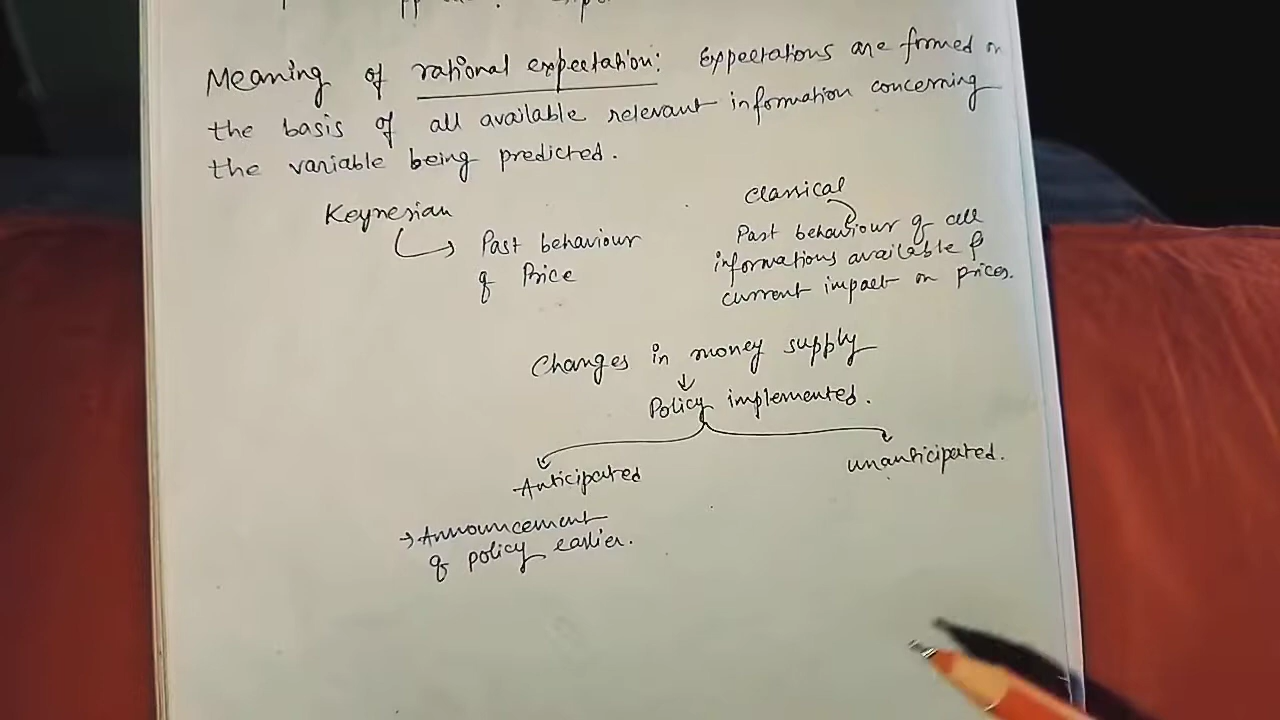 Meaning of rational expectation: Expectations are formed on
the basis of all available relevant information concerning
the variable being predicted.
Keynesian
Past behaviour
of Price
Classical
Past behaviour of all
informations available &
current impact on prices.
Changes in money supply
Policy implemented.
Anticipated
unanticipated.
→ Announcement
of policy earlier.